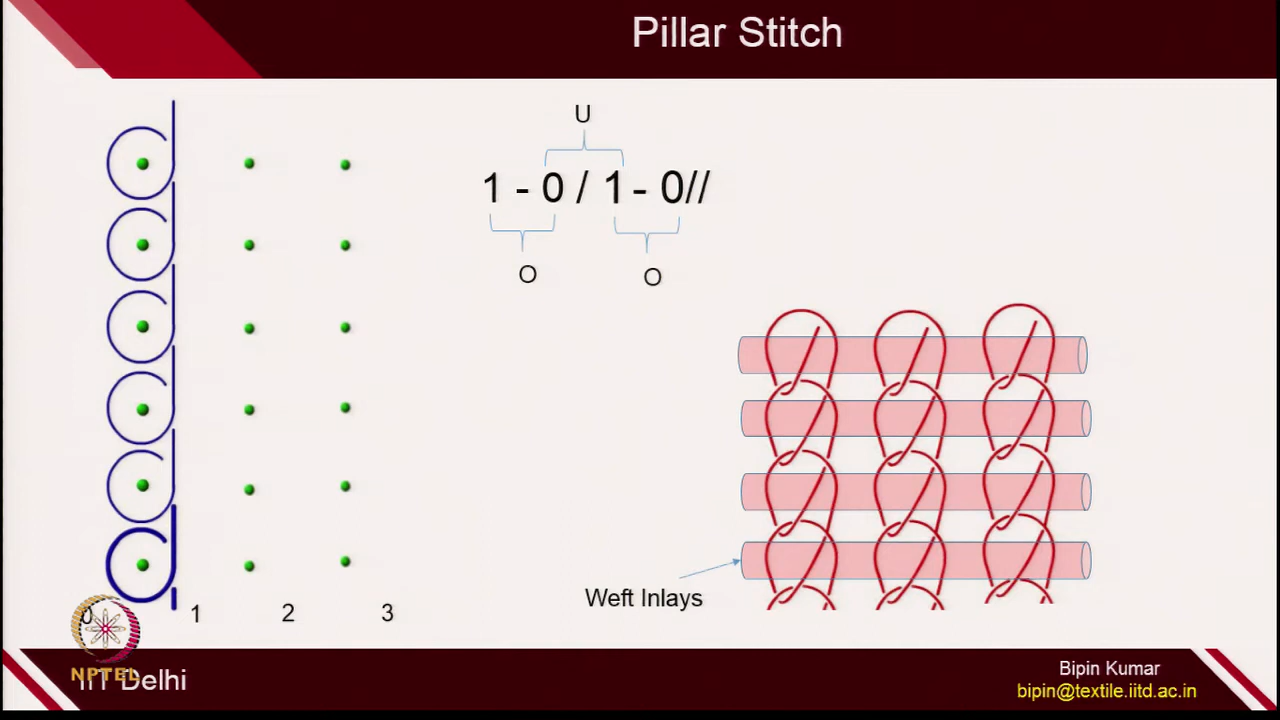 Pillar Stitch
U
1 - 0 / 1 - 0//
O O
Weft Inlays
0 1 2 3
NPTEL
IIT Delhi
Bipin Kumar
bipin@textile.iitd.ac.in